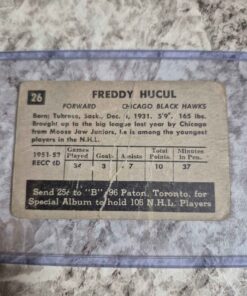 26
FREDDY HUCUL
FORWARD CHICAGO BLACK HAWKS
Born: Tubrose, Sask., Dec. 1, 1931. 5'9". 165 lbs.
Brought up to the big league last year by Chicago
from Moose Jaw Juniors, is among the youngest
players in the N.H.L.
Games Total Minutes
1951-52 Played Goals Assists Points in Pen.
RECORD 34 3 7 10 37
Send 25¢ to "B" 96 Paton, Toronto, for
Special Album to hold 105 N.H.L. Players